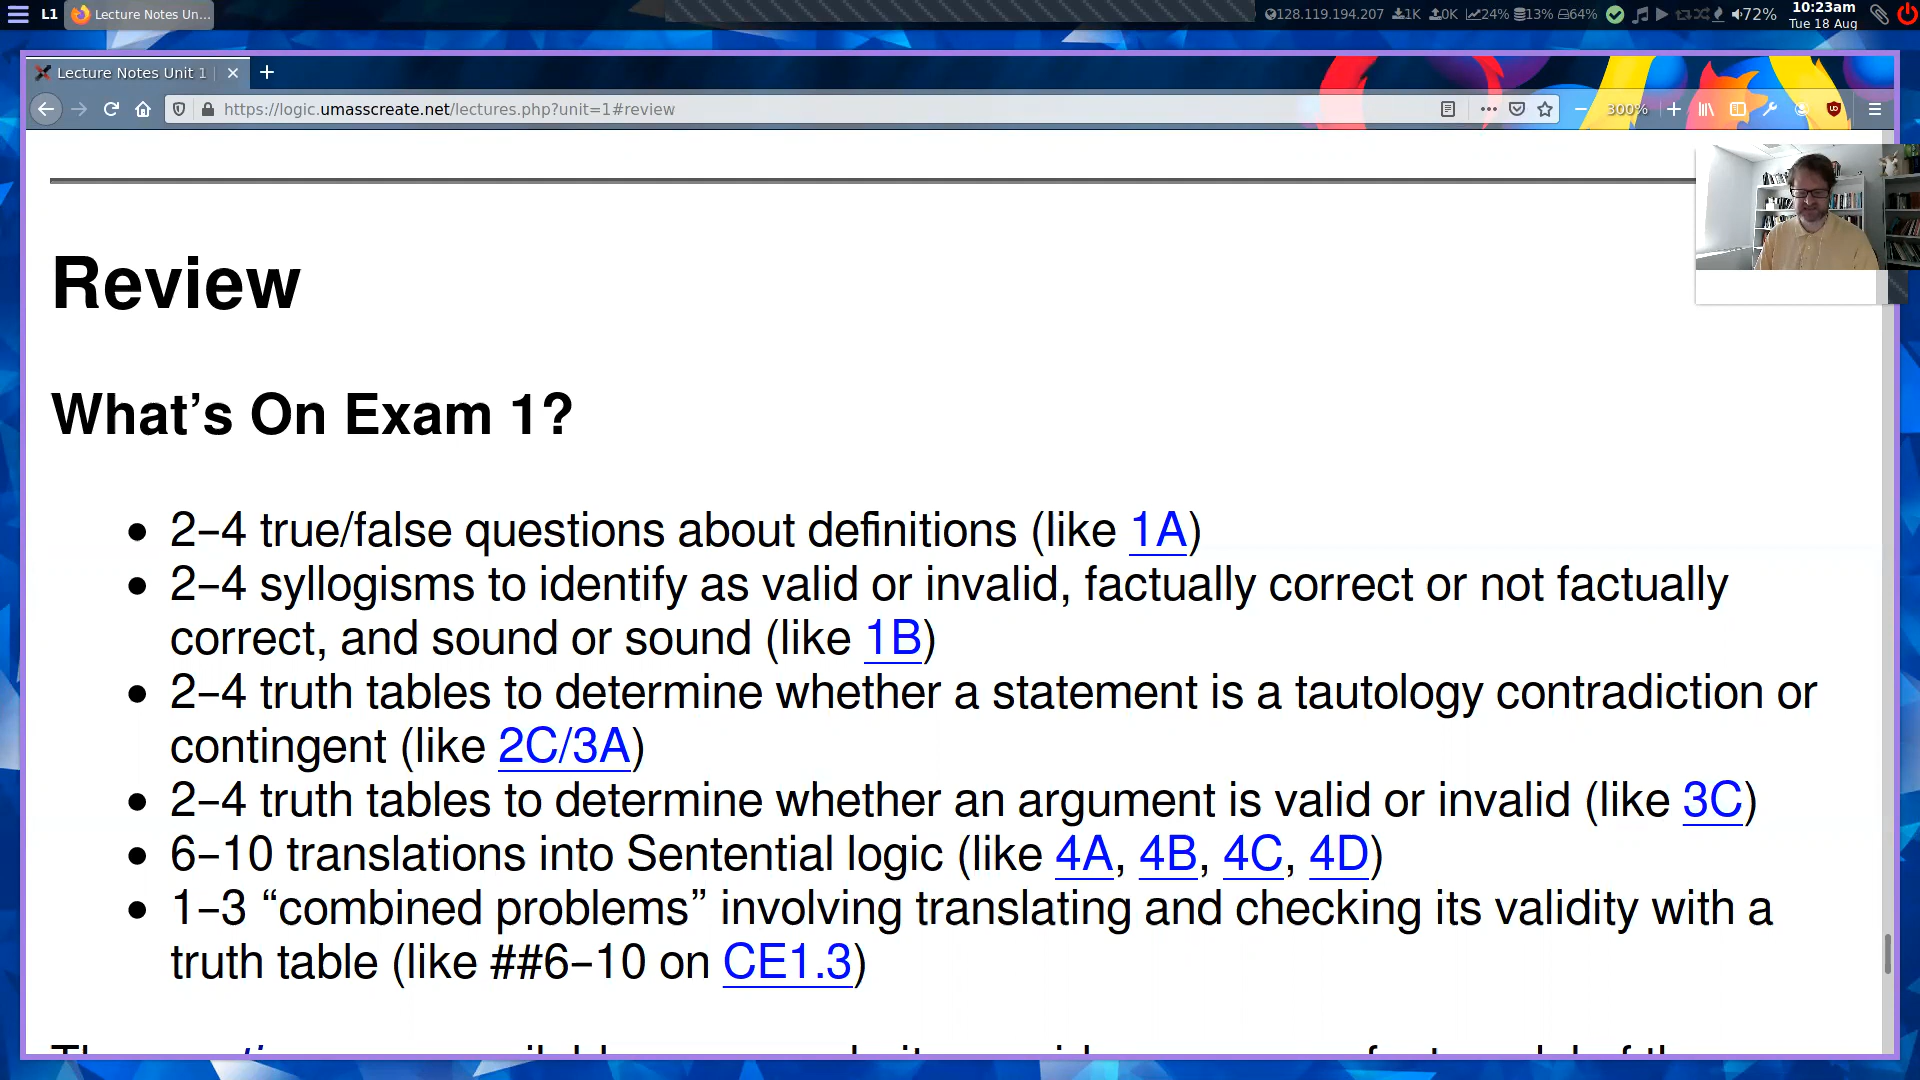 L1 Lecture Notes Un... 128.119.194.207 1K 0K 24% 13% 64% 72% 10:23am
Tue 18 Aug
Lecture Notes Unit 1
https://logic.umasscreate.net/lectures.php?unit=1#review 300%
Review
What’s On Exam 1?
• 2–4 true/false questions about definitions (like 1A)
• 2–4 syllogisms to identify as valid or invalid, factually correct or not factually
correct, and sound or sound (like 1B)
• 2–4 truth tables to determine whether a statement is a tautology contradiction or
contingent (like 2C/3A)
• 2–4 truth tables to determine whether an argument is valid or invalid (like 3C)
• 6–10 translations into Sentential logic (like 4A, 4B, 4C, 4D)
• 1–3 “combined problems” involving translating and checking its validity with a
truth table (like ##6–10 on CE1.3)